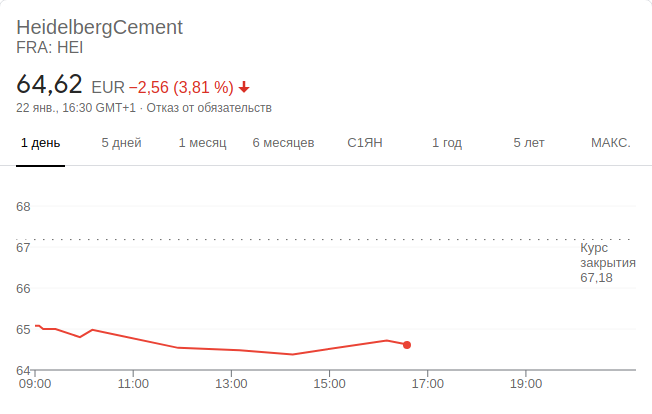 HeidelbergCement
FRA: HEI
64,62 EUR −2,56 (3,81 %)
22 янв., 16:30 GMT+1 · Отказ от обязательств
1 день 5 дней 1 месяц 6 месяцев С1ЯН 1 год 5 лет МАКС.
68
67
66
65
64
Курс
закрытия
67,18
09:00 11:00 13:00 15:00 17:00 19:00